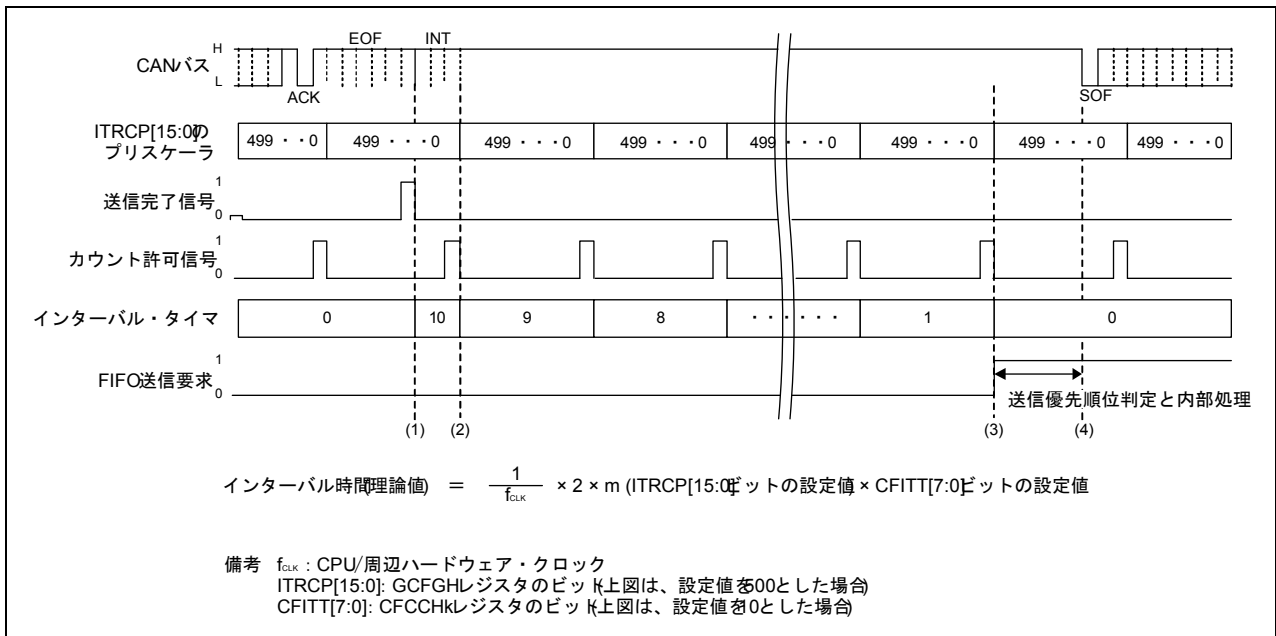 EOF INT
H
CANバス
L
ACK
SOF
ITRCP[15:0]の
プリスケーラ
499・・0 499・・・0 499・・・0 499・・・0 499・・・0 499・・・0 499・・・0 499・・・0
1
送信完了信号
0
1
カウント許可信号
0
インターバル・タイマ 0 10 9 8 ・・・・・・ 1 0
1
FIFO送信要求
0
送信優先順位判定と内部処理
(1) (2) (3) (4)
インターバル時間(理論値) = 1/fCLK × 2 × m (ITRCP[15:0]ビットの設定値) × CFITT[7:0]ビットの設定値
備考 fCLK : CPU/周辺ハードウェア・クロック
ITRCP[15:0]: GCFGHレジスタのビット(上図は、設定値を500とした場合)
CFITT[7:0]: CFCCHkレジスタのビット(上図は、設定値を10とした場合)